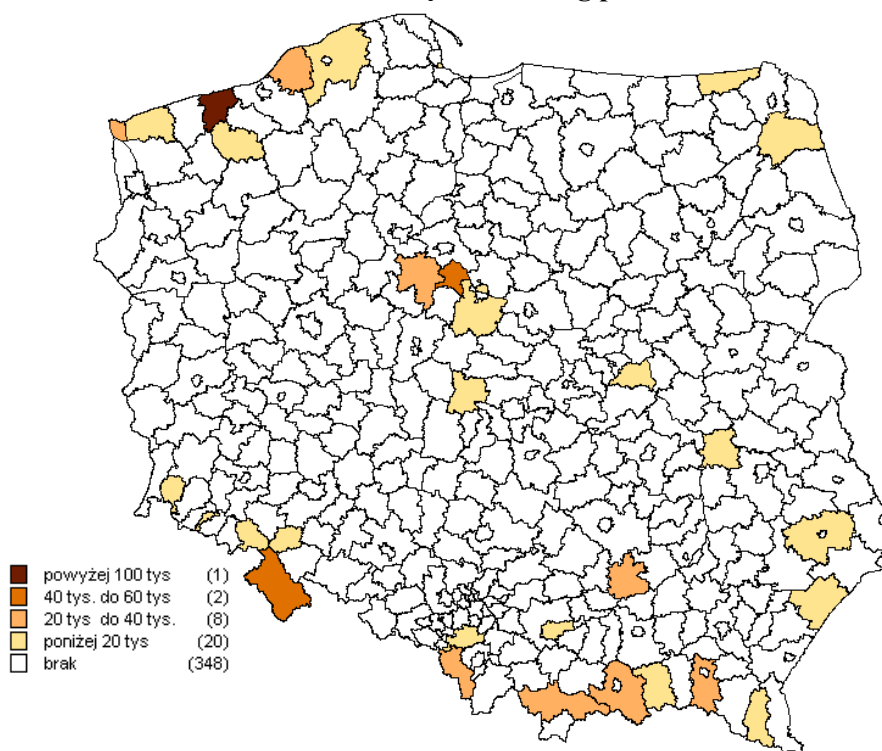 powyżej 100 tys (1)
40 tys. do 60 tys (2)
20 tys do 40 tys. (8)
poniżej 20 tys (20)
brak (348)